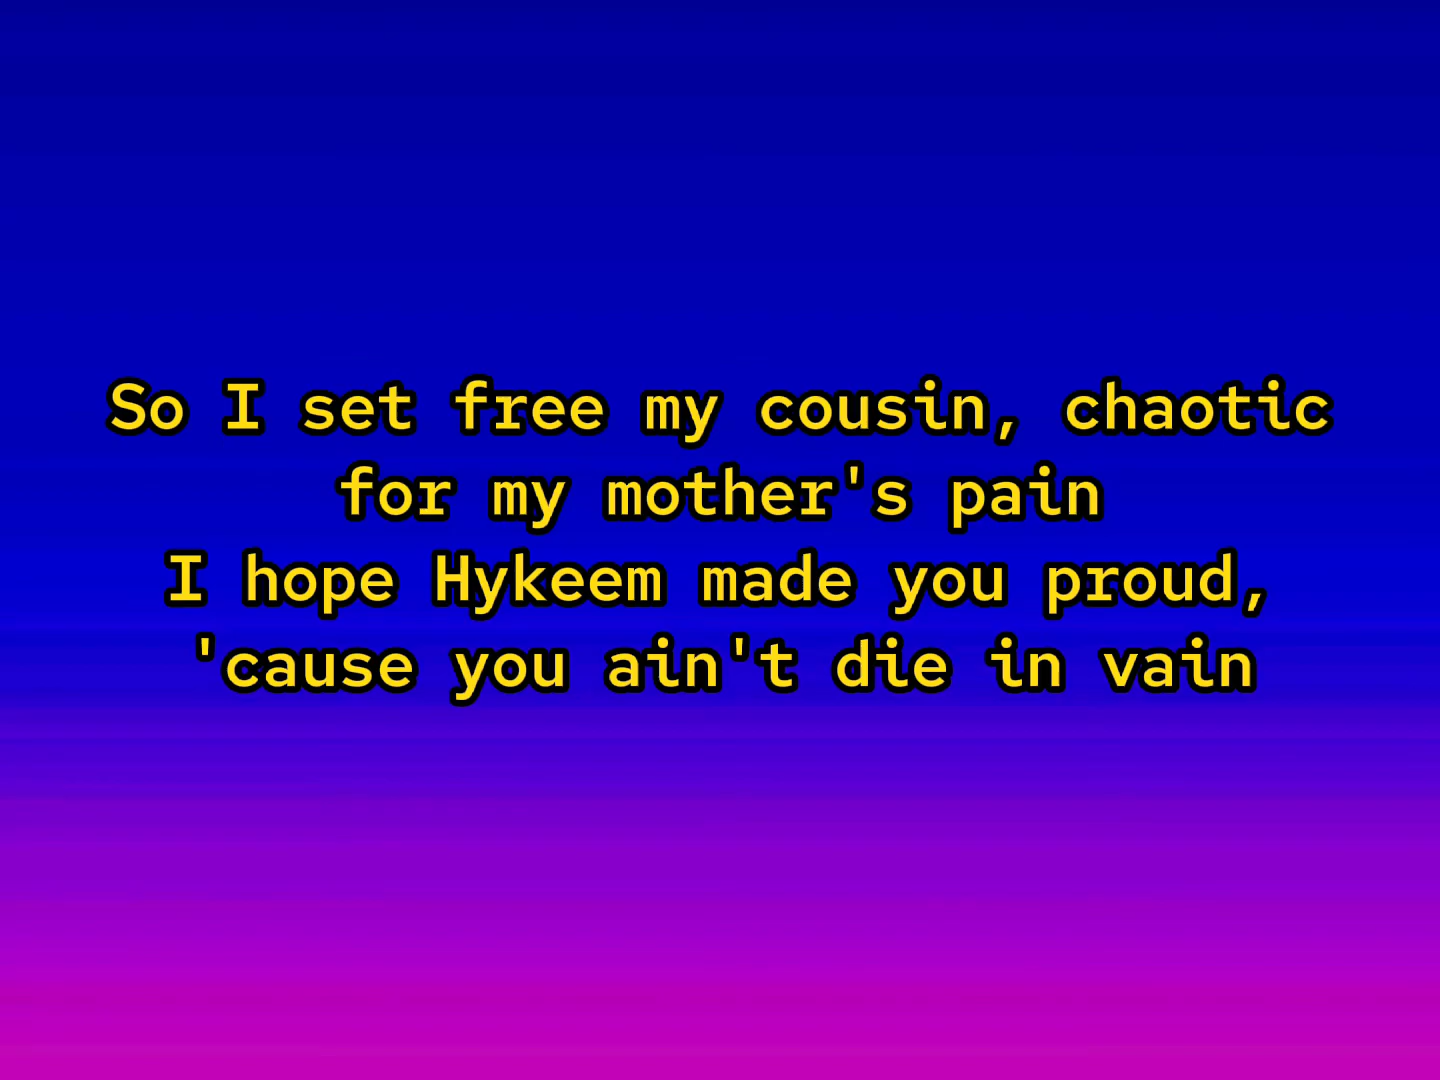 So I set free my cousin, chaotic
for my mother's pain
I hope Hykeem made you proud,
'cause you ain't die in vain